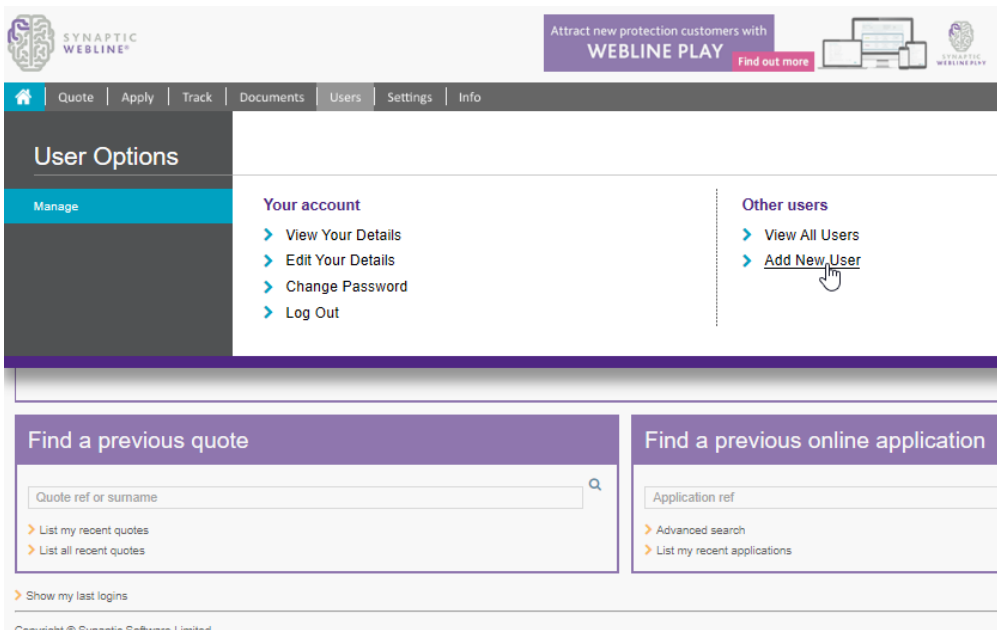 SYNAPTIC
WEBLINE®
Attract new protection customers with
WEBLINE PLAY
Find out more
SYNAPTIC
WEBLINE PLAY
Quote
Apply
Track
Documents
Users
Settings
Info
User Options
Manage
Your account
View Your Details
Edit Your Details
Change Password
Log Out
Other users
View All Users
Add New User
Find a previous quote
Quote ref or surname
List my recent quotes
List all recent quotes
Find a previous online application
Application ref
Advanced search
List my recent applications
Show my last logins
Copyright © Synaptic Software Limited